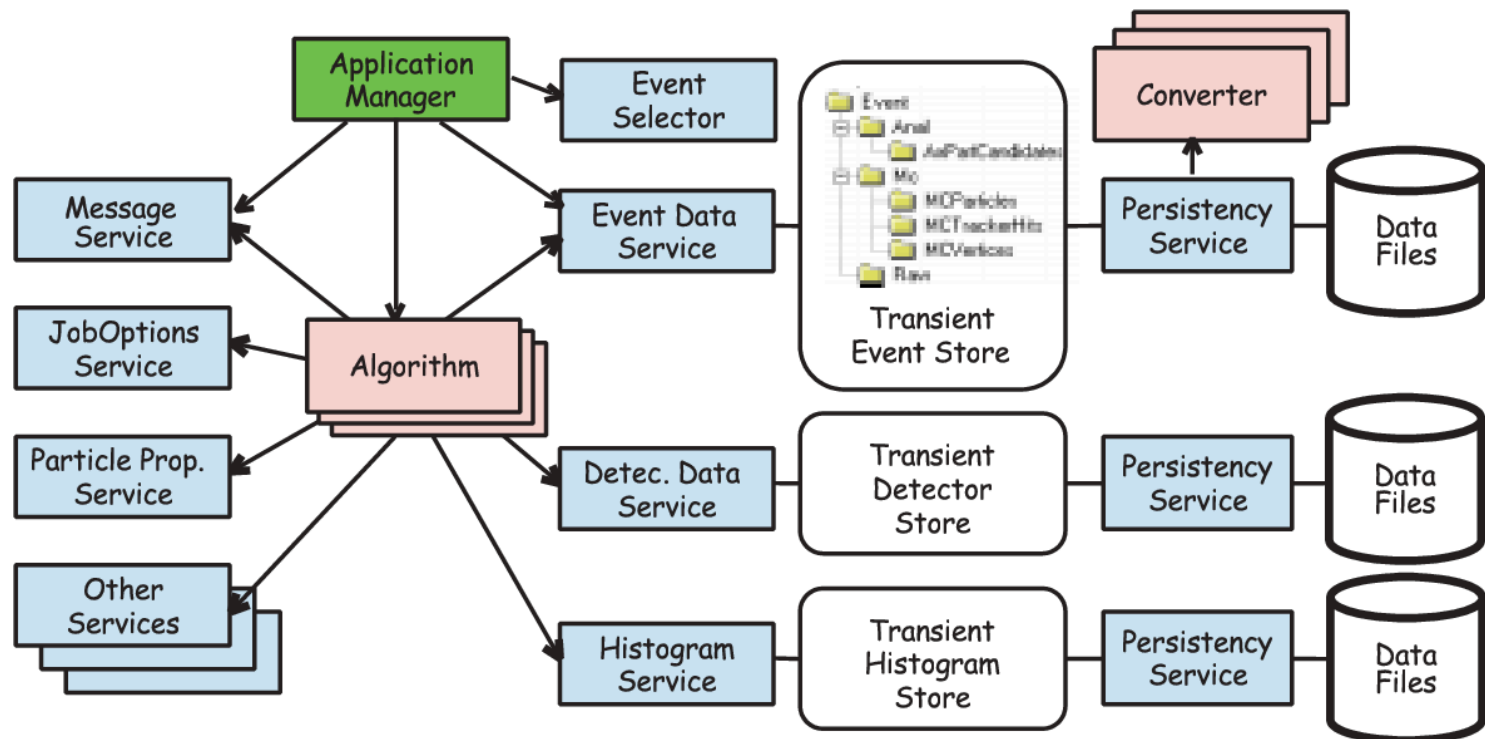 Application
Manager
Event
Selector
Converter
Event
Anal
MC
MCParticles
MCTrackerHits
MCVertices
Raw
Message
Service
Event Data
Service
Persistency
Service
Data
Files
JobOptions
Service
Algorithm
Transient
Event Store
Particle Prop.
Service
Detec. Data
Service
Transient
Detector
Store
Persistency
Service
Data
Files
Other
Services
Histogram
Service
Transient
Histogram
Store
Persistency
Service
Data
Files